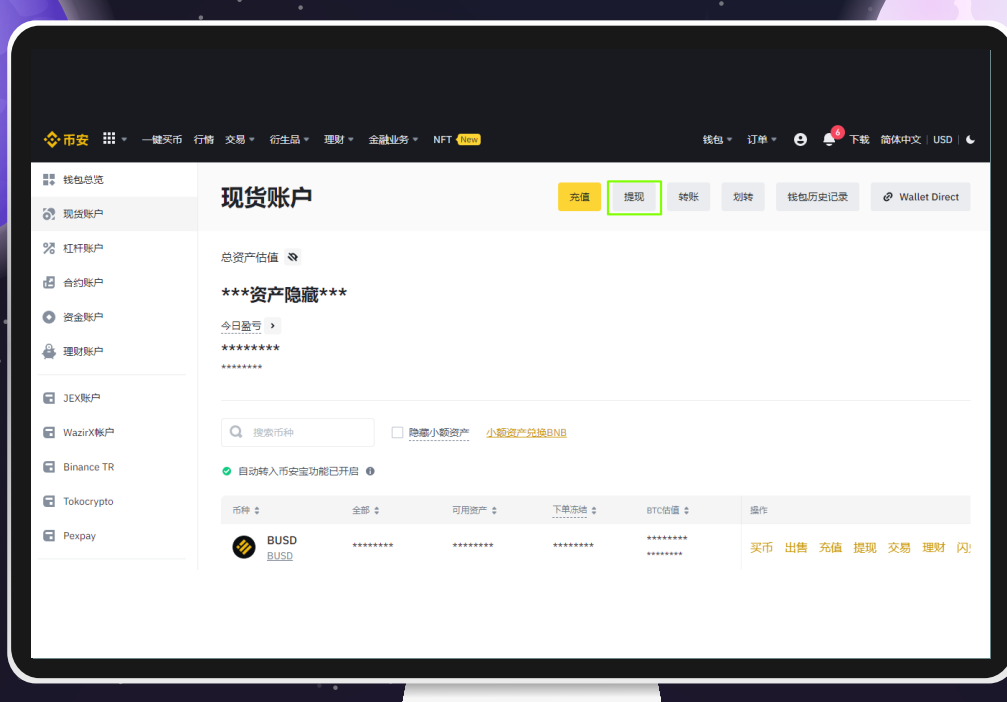 币安 一键买币 行情 交易 衍生品 理财 金融业务 NFT New 钱包 订单 6 下载 简体中文 USD
钱包总览
现货账户
杠杆账户
合约账户
资金账户
理财账户
JEX账户
WazirX帐户
Binance TR
Tokocrypto
Pexpay
现货账户 充值 提现 转账 划转 钱包历史记录 Wallet Direct
总资产估值
***资产隐藏***
今日盈亏
********
********
搜索币种 隐藏小额资产 小额资产兑换BNB
自动转入币安宝功能已开启
币种 全部 可用资产 下单冻结 BTC估值 操作
BUSD ******** ******** ******** ******** 买币 出售 充值 提现 交易 理财 闪
BUSD ********